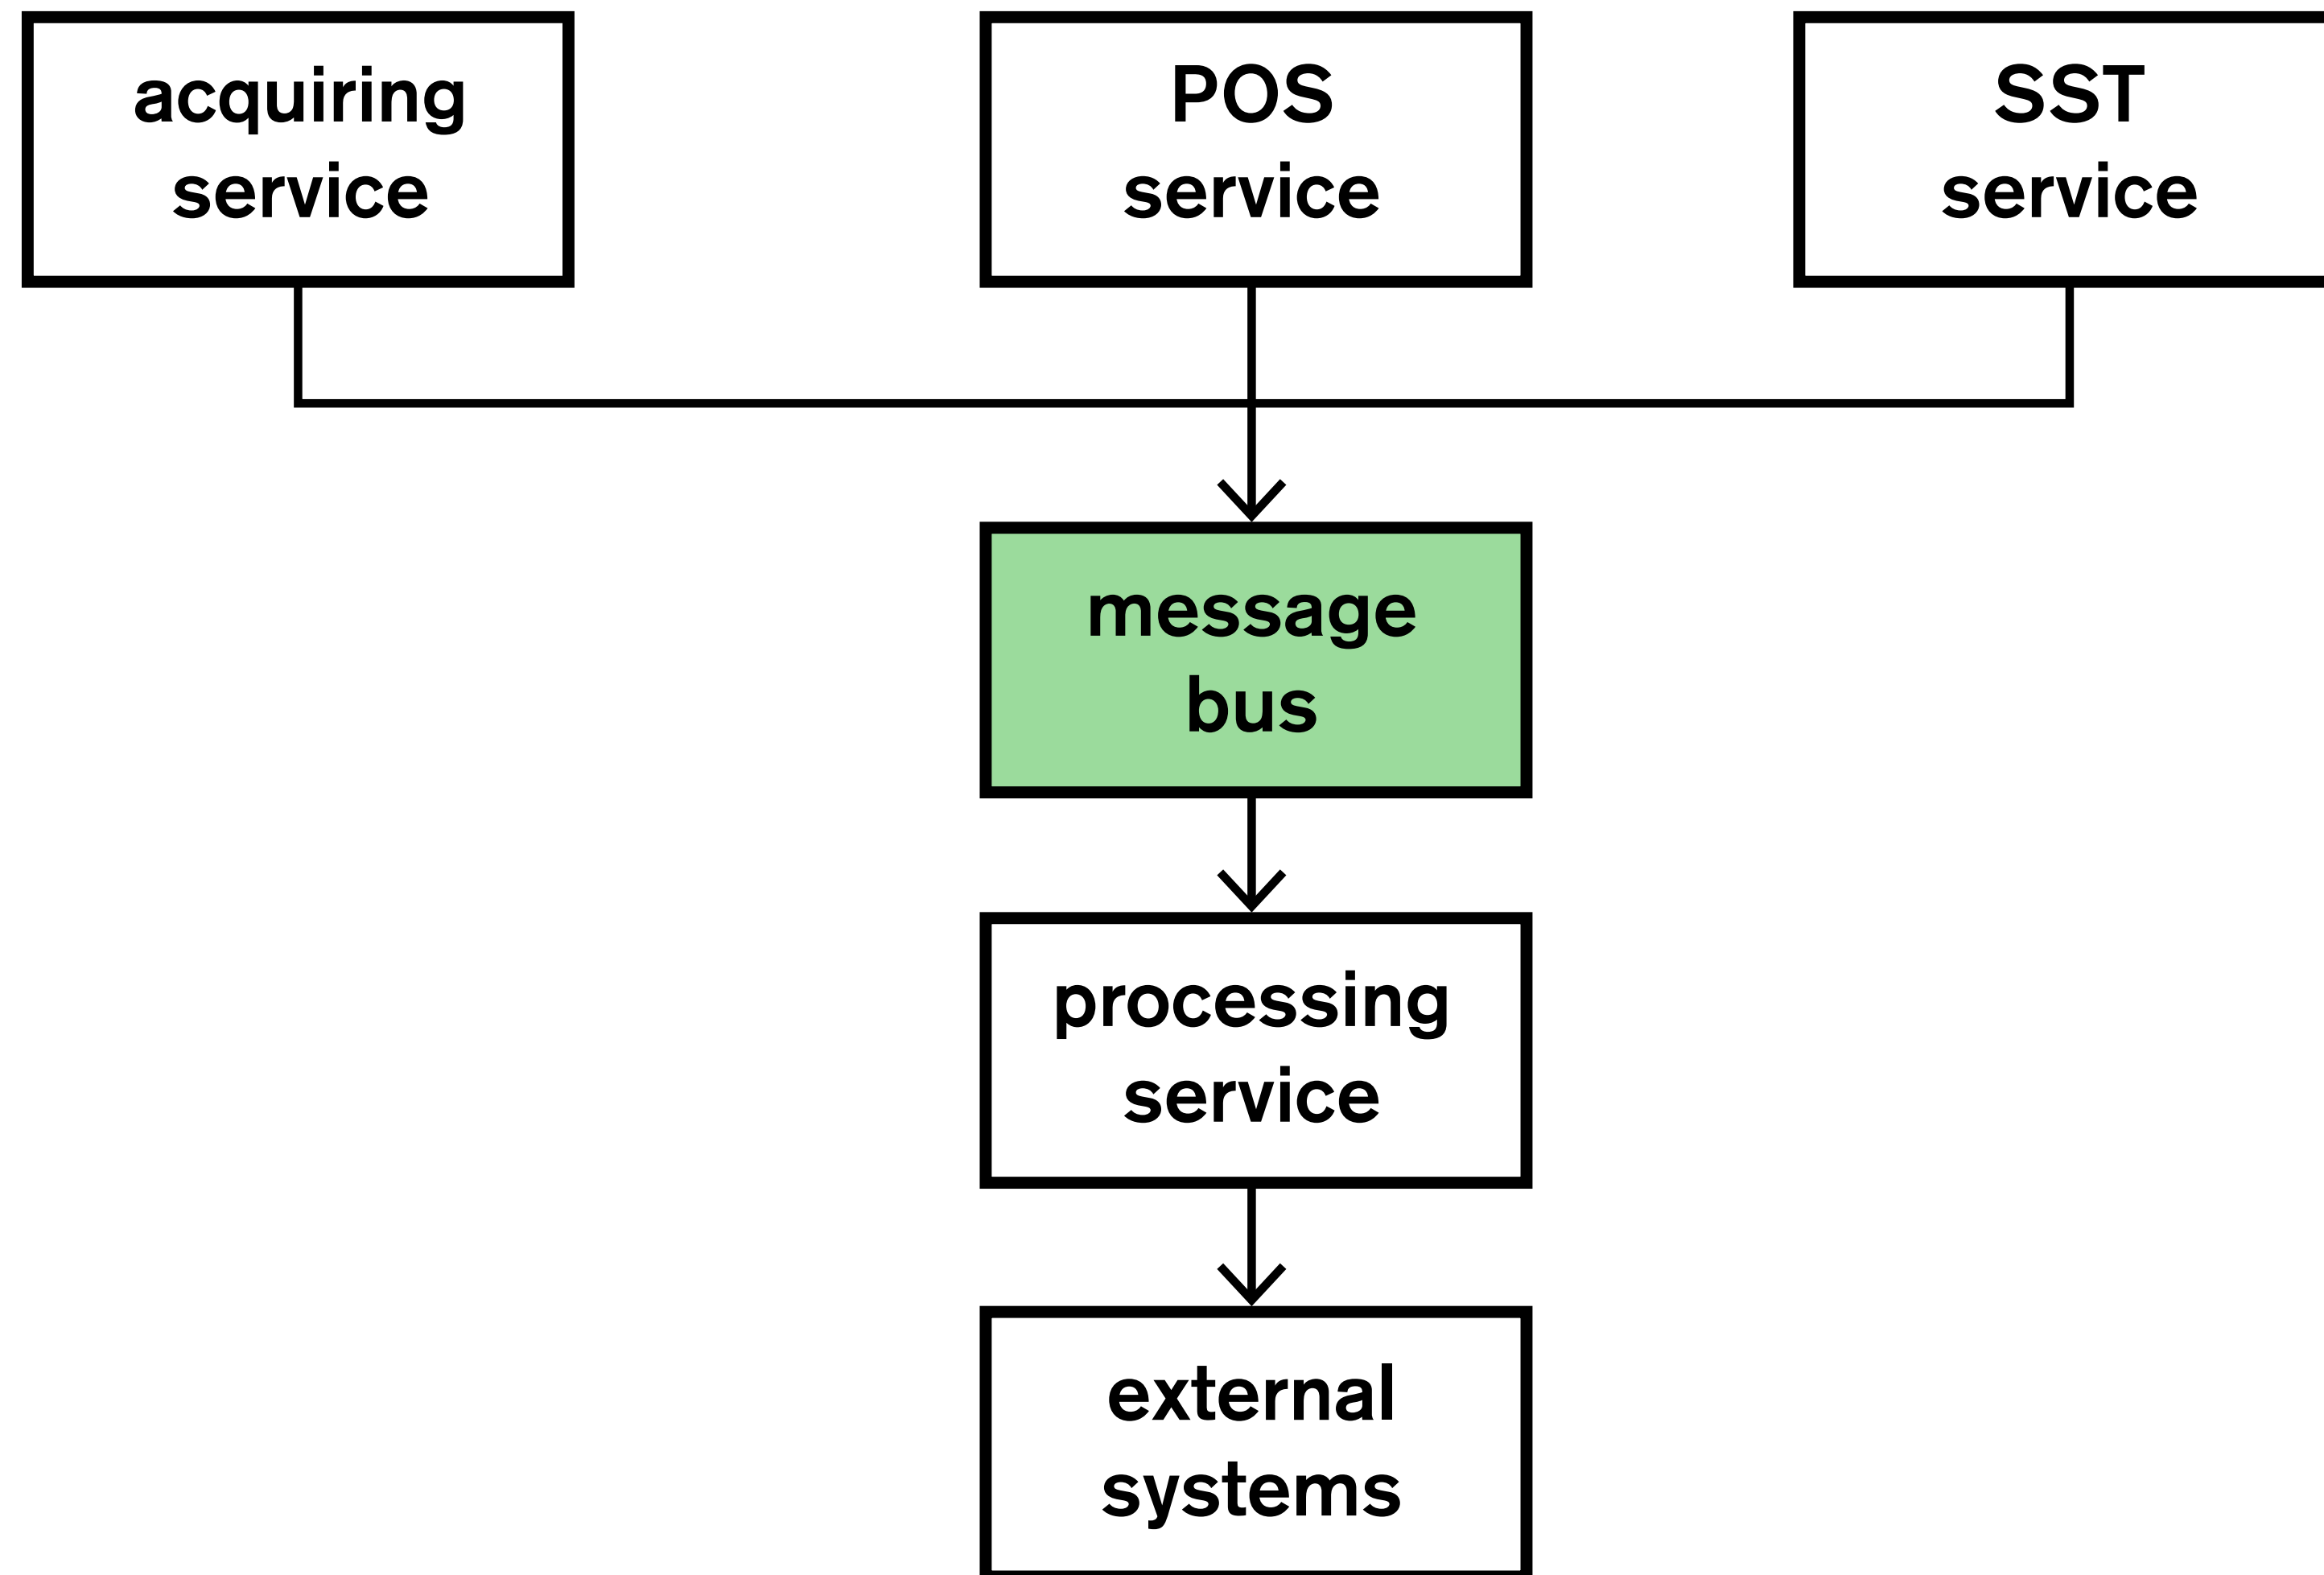 acquiring
service
POS
service
SST
service
message
bus
processing
service
external
systems